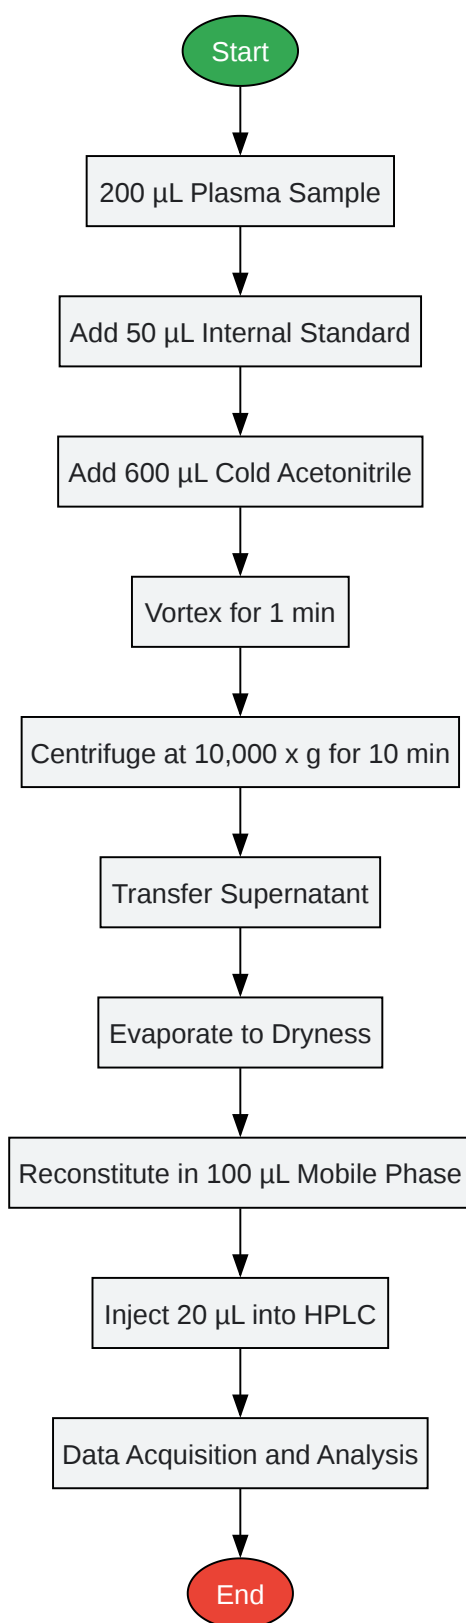 Start
200 µL Plasma Sample
Add 50 µL Internal Standard
Add 600 µL Cold Acetonitrile
Vortex for 1 min
Centrifuge at 10,000 x g for 10 min
Transfer Supernatant
Evaporate to Dryness
Reconstitute in 100 µL Mobile Phase
Inject 20 µL into HPLC
Data Acquisition and Analysis
End